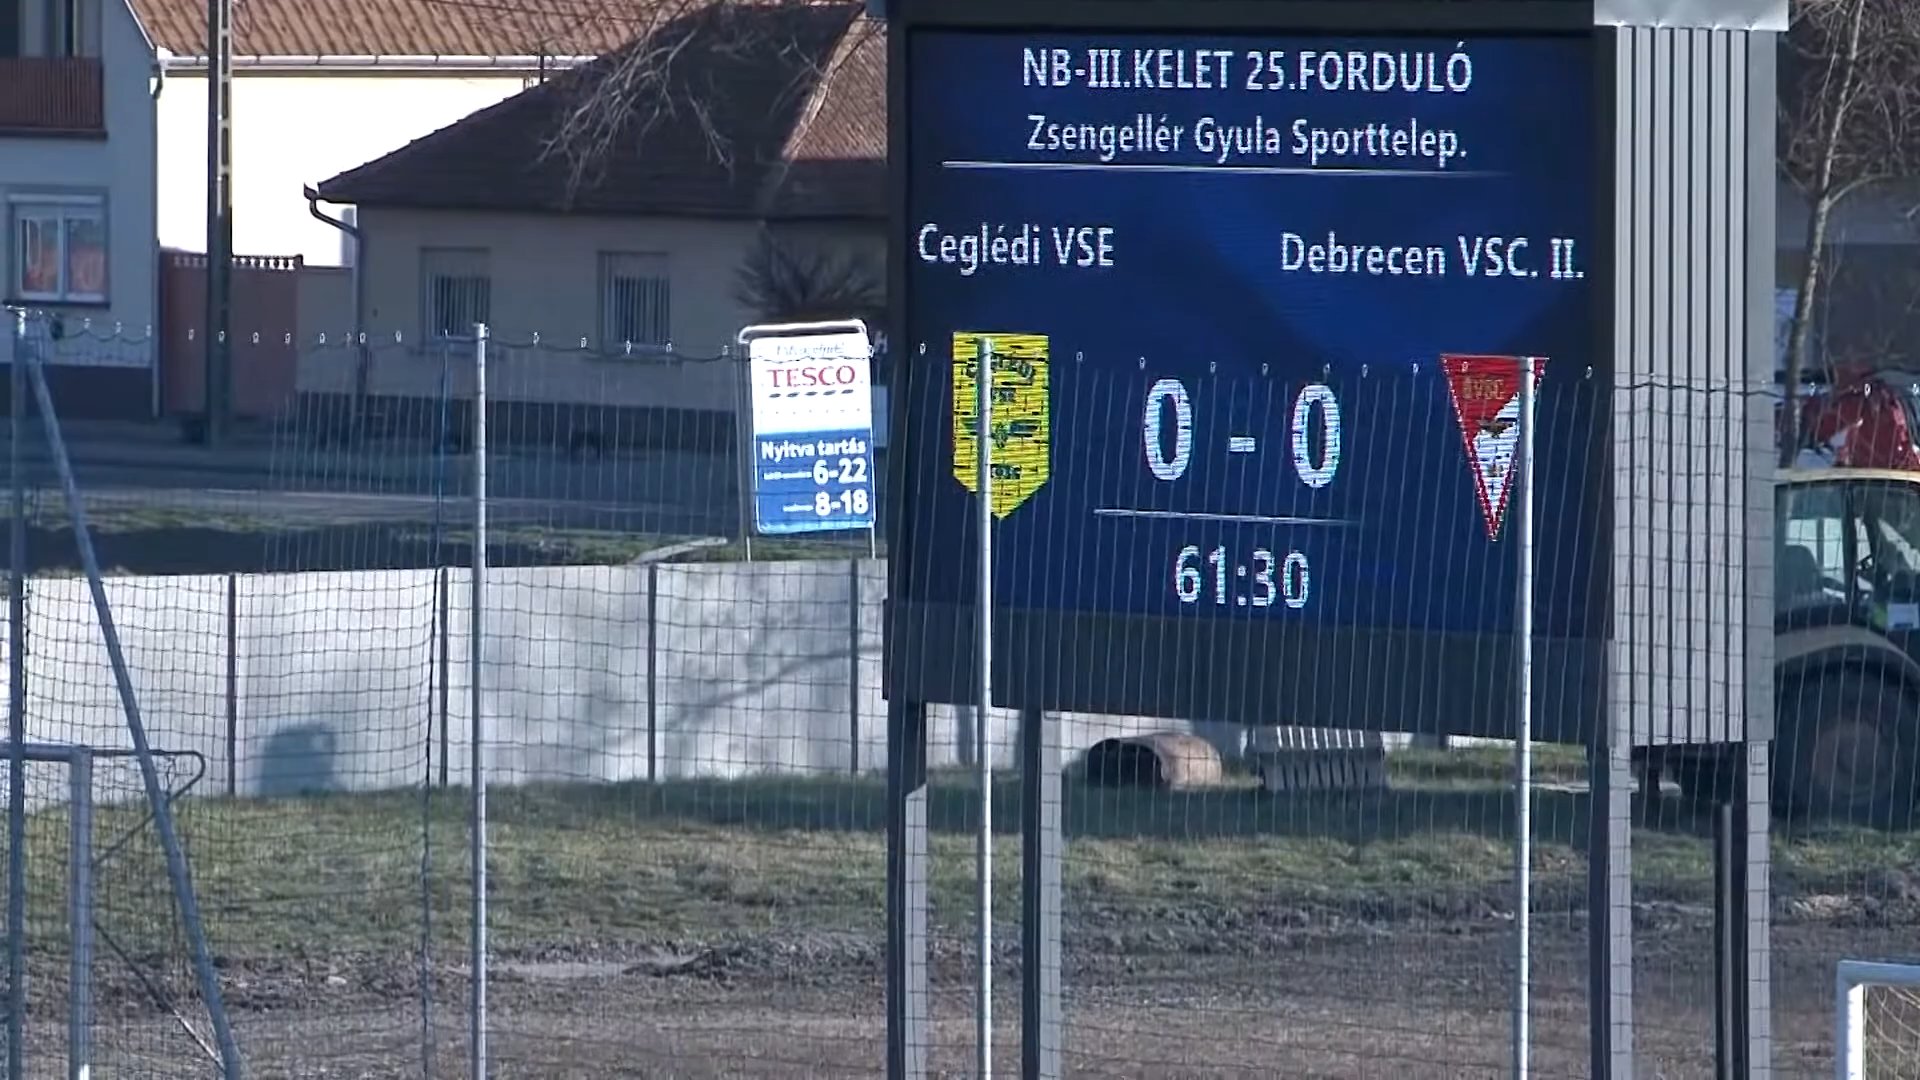 NB-III.KELET 25.FORDULÓ
Zsengellér Gyula Sporttelep.
Ceglédi VSE
Debrecen VSC. II.
0 - 0
DVSC
61:30
TESCO
Nyitva tartás
6-22
8-18